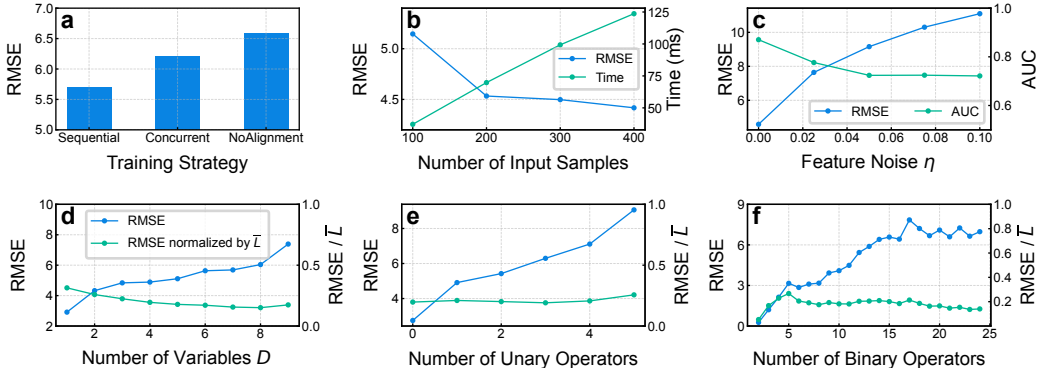 a
RMSE
7.0
6.5
6.0
5.5
5.0
Sequential Concurrent NoAlignment
Training Strategy
b
RMSE
5.0
4.5
RMSE
Time
125
100
75
50
Time (ms)
100 200 300 400
Number of Input Samples
c
RMSE
10
8
6
RMSE AUC
1.0
0.8
0.6
AUC
0.00 0.02 0.04 0.06 0.08 0.10
Feature Noise η
d
RMSE
10
8
6
4
2
RMSE
RMSE normalized by L̅
1.0
0.5
0.0
RMSE / L̅
2 4 6 8
Number of Variables D
e
RMSE
8
6
4
1.0
0.5
0.0
RMSE / L̅
0 2 4
Number of Unary Operators
f
RMSE
9
6
3
0
1.0
0.8
0.6
0.4
0.2
RMSE / L̅
0 5 10 15 20 25
Number of Binary Operators